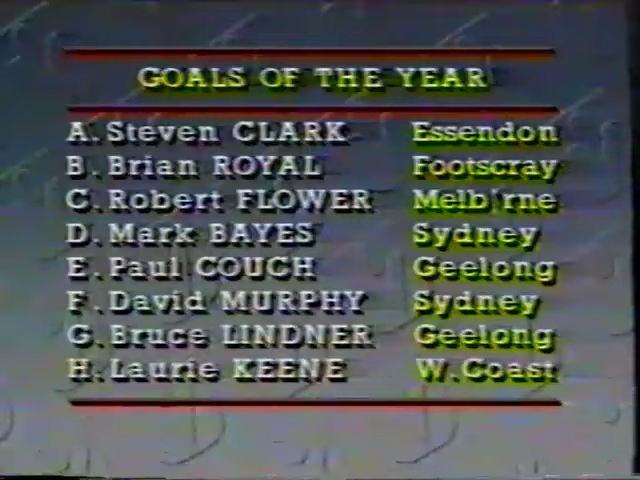 GOALS OF THE YEAR
A. Steven CLARK Essendon
B. Brian ROYAL Footscray
C. Robert FLOWER Melb
D. Mark BAYES Sydney
E. Paul COUCH Geelong
F. David MURPHY Sydney
G. Bruce LINDNER Geelong
H. Laurie KEENE W.Coast